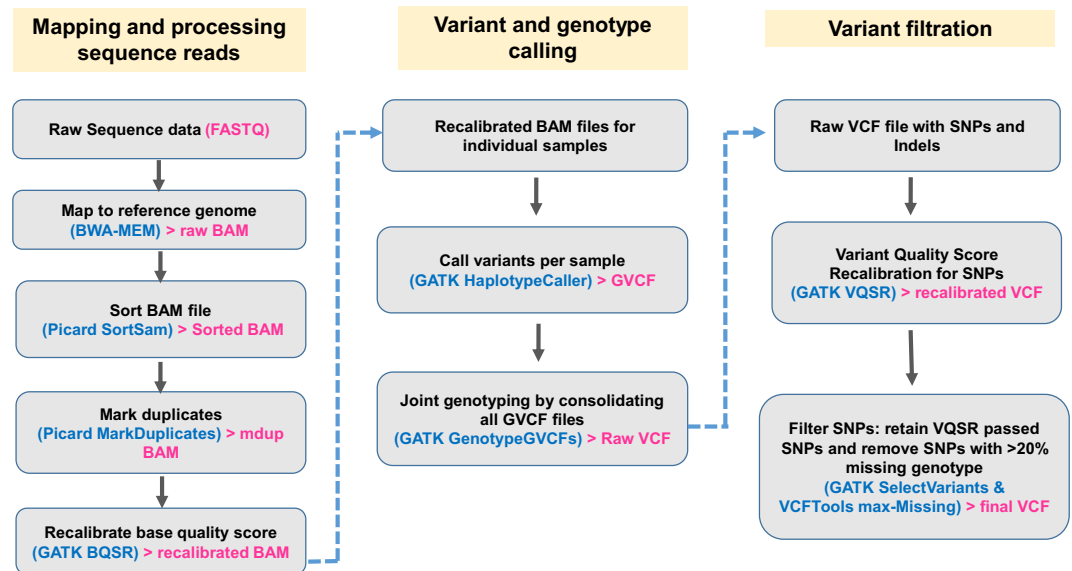 Mapping and processing
sequence reads
Raw Sequence data (FASTQ)
Map to reference genome
(BWA-MEM) > raw BAM
Sort BAM file
(Picard SortSam) > Sorted BAM
Mark duplicates
(Picard MarkDuplicates) > mdup
BAM
Recalibrate base quality score
(GATK BQSR) > recalibrated BAM
Variant and genotype
calling
Recalibrated BAM files for
individual samples
Call variants per sample
(GATK HaplotypeCaller) > GVCF
Joint genotyping by consolidating
all GVCF files
(GATK GenotypeGVCFs) > Raw VCF
Variant filtration
Raw VCF file with SNPs and
Indels
Variant Quality Score
Recalibration for SNPs
(GATK VQSR) > recalibrated VCF
Filter SNPs: retain VQSR passed
SNPs and remove SNPs with >20%
missing genotype
(GATK SelectVariants &
VCFTools max-Missing) > final VCF